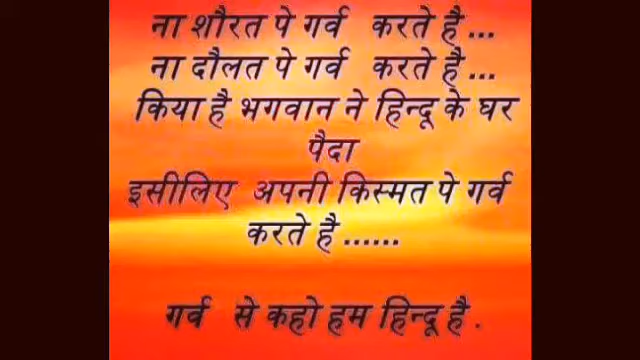 ना शौरत पे गर्व करते है...
ना दौलत पे गर्व करते है...
किया है भगवान ने हिन्दू के घर
पैदा
इसीलिए अपनी किस्मत पे गर्व
करते है......
गर्व से कहो हम हिन्दू है.